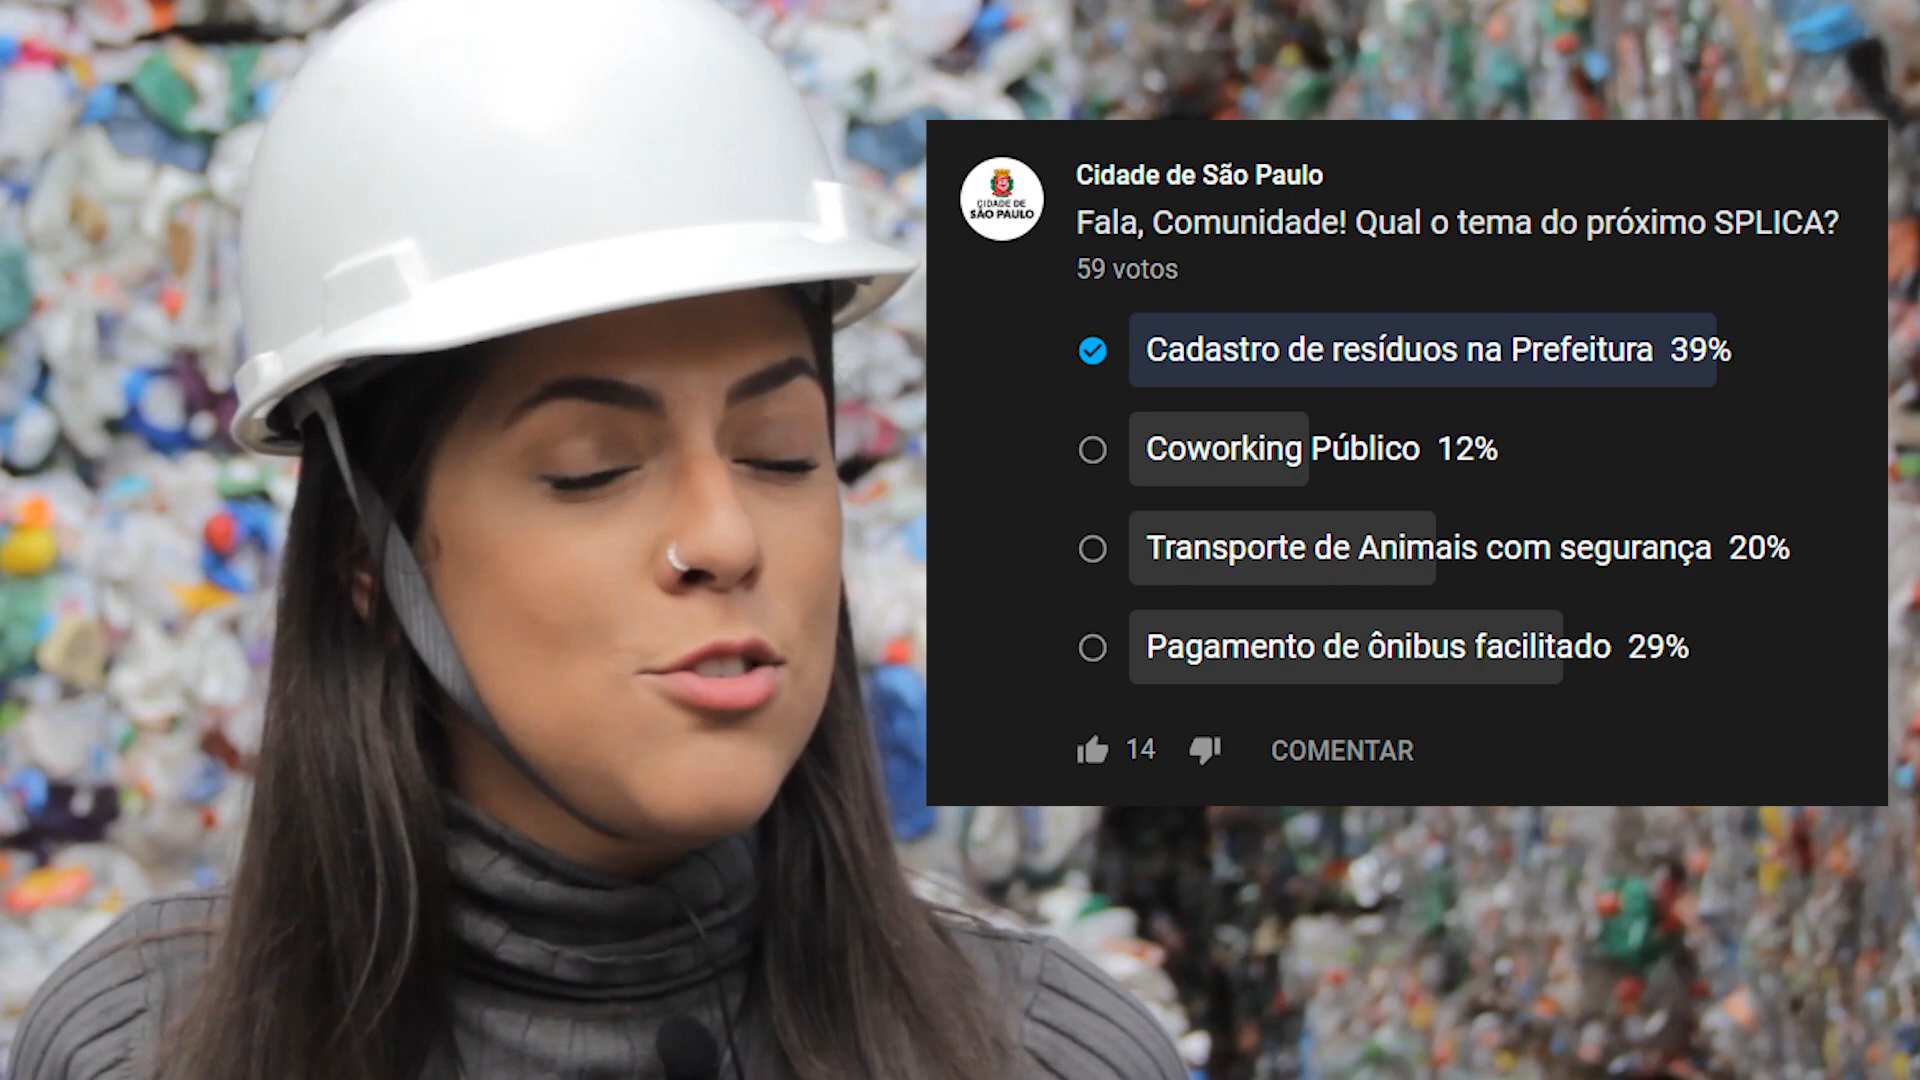 CIDADE DE
SÃO PAULO
Cidade de São Paulo
Fala, Comunidade! Qual o tema do próximo SPLICA?
59 votos
Cadastro de resíduos na Prefeitura 39%
Coworking Público 12%
Transporte de Animais com segurança 20%
Pagamento de ônibus facilitado 29%
14
COMENTAR